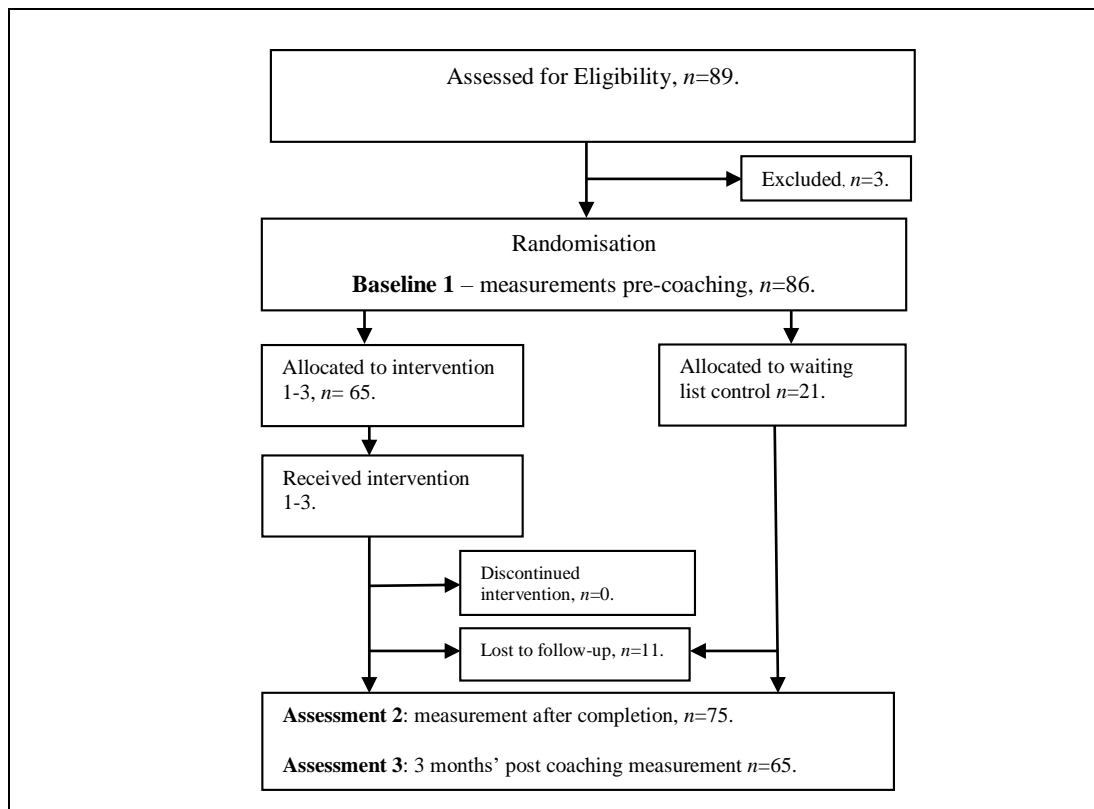 Assessed for Eligibility, n=89.
Excluded, n=3.
Randomisation
Baseline 1 – measurements pre-coaching, n=86.
Allocated to intervention
1-3, n= 65.
Allocated to waiting
list control n=21.
Received intervention
1-3.
Discontinued
intervention, n=0.
Lost to follow-up, n=11.
Assessment 2: measurement after completion, n=75.
Assessment 3: 3 months’ post coaching measurement n=65.